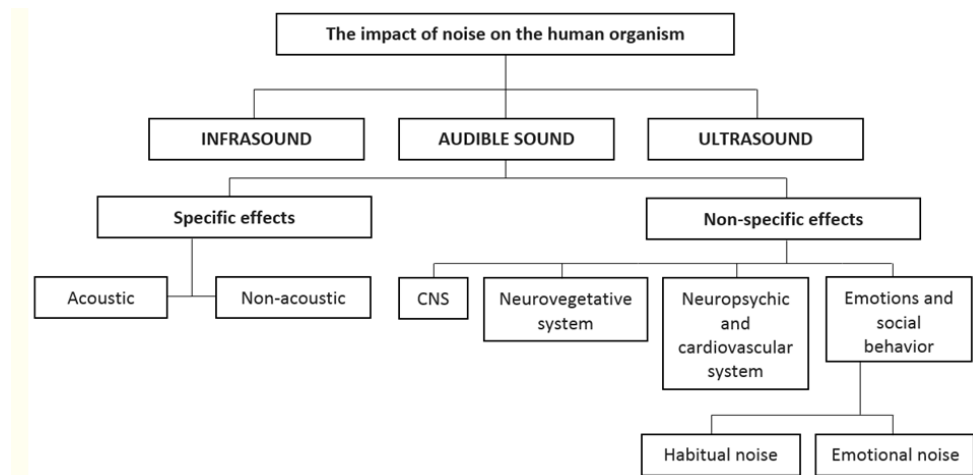 The impact of noise on the human organism
INFRASOUND
AUDIBLE SOUND
ULTRASOUND
Specific effects
Non-specific effects
Acoustic
Non-acoustic
CNS
Neurovegetative
system
Neuropsychic
and
cardiovascular
system
Emotions and
social
behavior
Habitual noise
Emotional noise